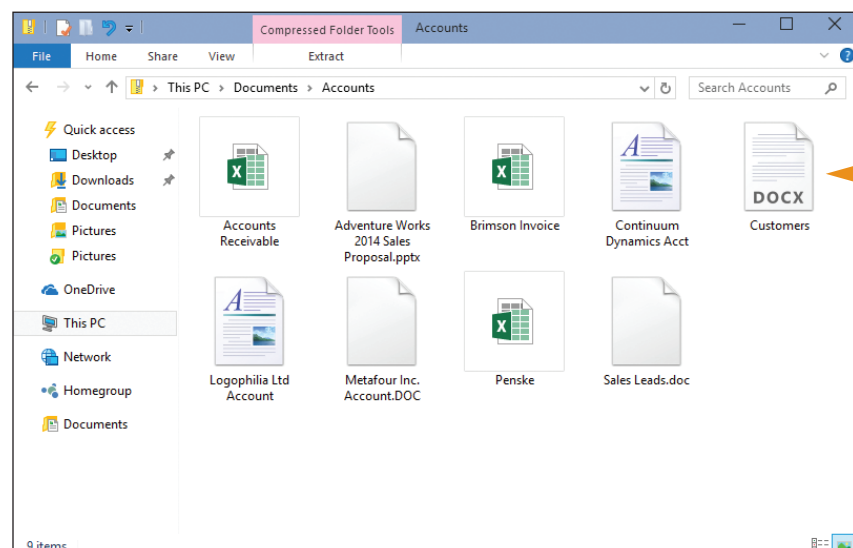 Compressed Folder Tools Accounts
File Home Share View Extract
This PC Documents Accounts
Search Accounts
Quick access
Desktop
Downloads
Documents
Pictures
Pictures
OneDrive
This PC
Network
Homegroup
Documents
Accounts
Receivable
Adventure Works
2014 Sales
Proposal.pptx
Brimson Invoice
Continuum
Dynamics Acct
DOCX
Customers
Logophilia Ltd
Account
Metafour Inc.
Account.DOC
Penske
Sales Leads.doc
9 items